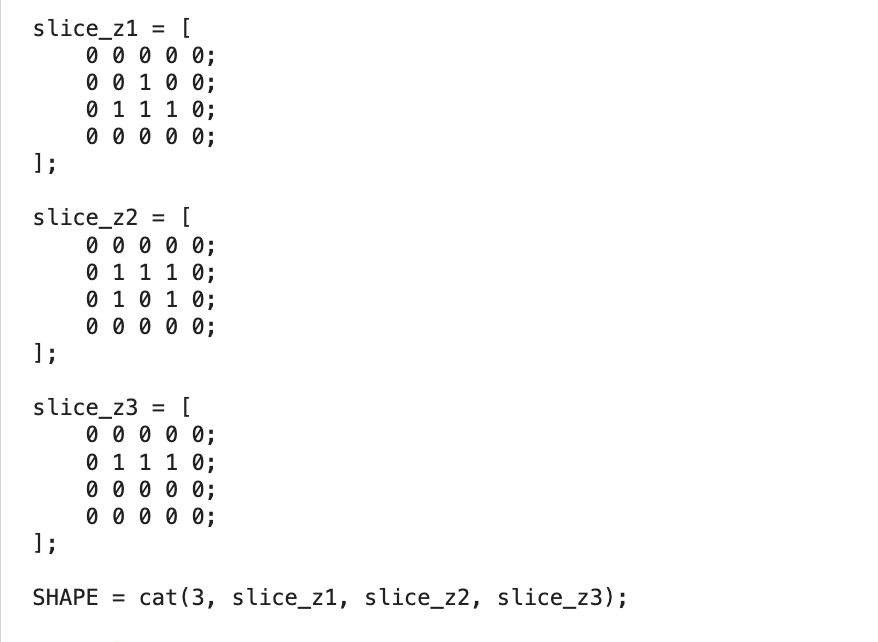 slice_z1 = [
    0 0 0 0 0;
    0 0 1 0 0;
    0 1 1 1 0;
    0 0 0 0 0;
];
slice_z2 = [
    0 0 0 0 0;
    0 1 1 1 0;
    0 1 0 1 0;
    0 0 0 0 0;
];
slice_z3 = [
    0 0 0 0 0;
    0 1 1 1 0;
    0 0 0 0 0;
    0 0 0 0 0;
];
SHAPE = cat(3, slice_z1, slice_z2, slice_z3);